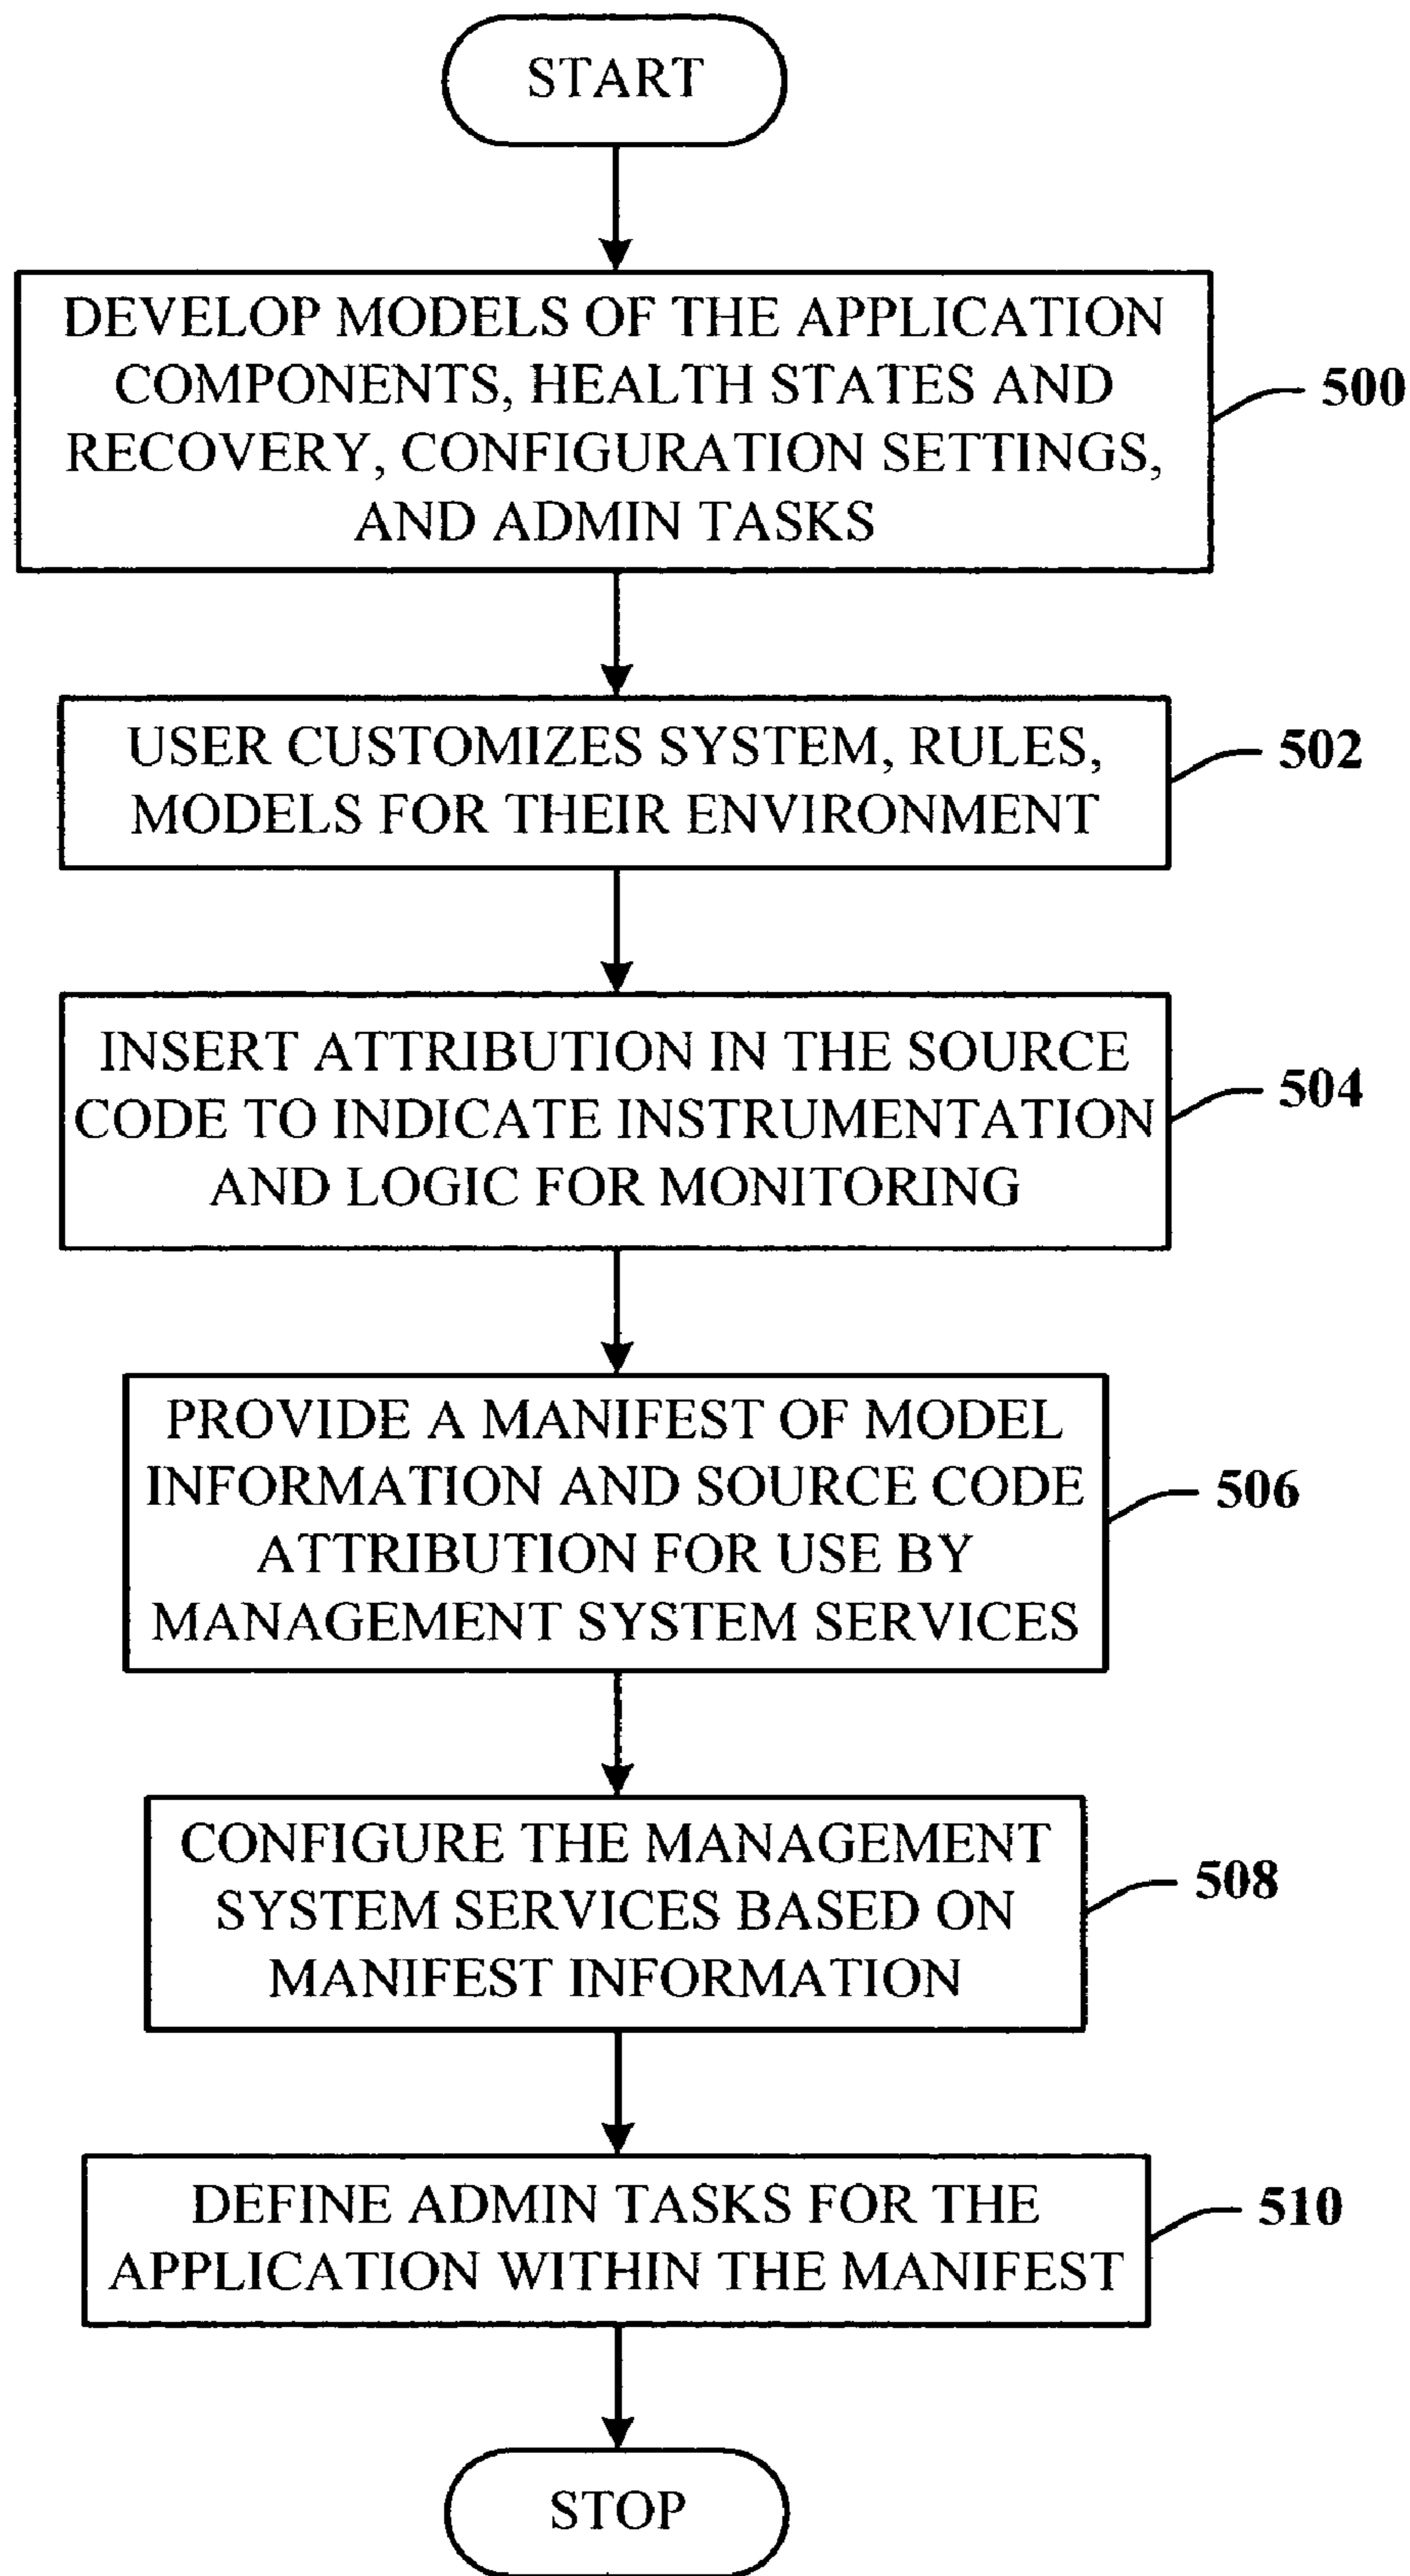 START
DEVELOP MODELS OF THE APPLICATION
COMPONENTS, HEALTH STATES AND
RECOVERY, CONFIGURATION SETTINGS,
AND ADMIN TASKS
500
USER CUSTOMIZES SYSTEM, RULES,
MODELS FOR THEIR ENVIRONMENT
502
INSERT ATTRIBUTION IN THE SOURCE
CODE TO INDICATE INSTRUMENTATION
AND LOGIC FOR MONITORING
504
PROVIDE A MANIFEST OF MODEL
INFORMATION AND SOURCE CODE
ATTRIBUTION FOR USE BY
MANAGEMENT SYSTEM SERVICES
506
CONFIGURE THE MANAGEMENT
SYSTEM SERVICES BASED ON
MANIFEST INFORMATION
508
DEFINE ADMIN TASKS FOR THE
APPLICATION WITHIN THE MANIFEST
510
STOP